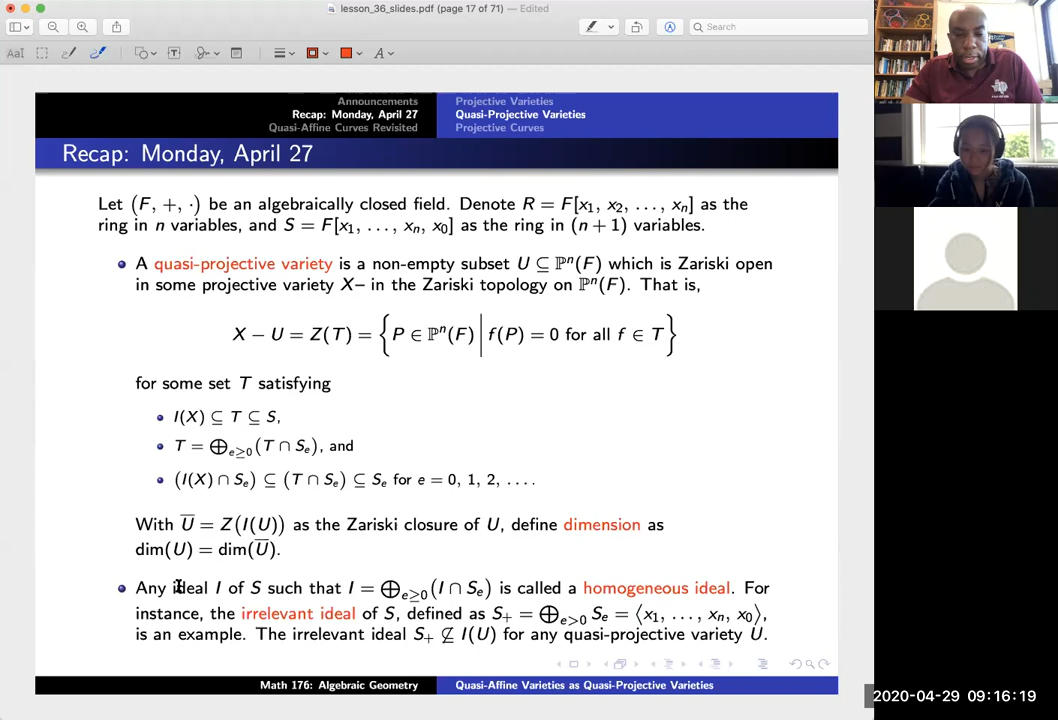 lesson_36_slides.pdf (page 17 of 71) — Edited
Search
Announcements
Recap: Monday, April 27
Quasi-Affine Curves Revisited
Projective Varieties
Quasi-Projective Varieties
Projective Curves
Recap: Monday, April 27
Let (F, +, ·) be an algebraically closed field. Denote R = F[x₁, x₂, ..., xₙ] as the
ring in n variables, and S = F[x₁, ..., xₙ, x₀] as the ring in (n + 1) variables.
A quasi-projective variety is a non-empty subset U ⊆ ℙⁿ(F) which is Zariski open
in some projective variety X– in the Zariski topology on ℙⁿ(F). That is,
X − U = Z(T) = {P ∈ ℙⁿ(F) | f(P) = 0 for all f ∈ T}
for some set T satisfying
I(X) ⊆ T ⊆ S,
T = ⊕_{e≥0}(T ∩ Sₑ), and
(I(X) ∩ Sₑ) ⊆ (T ∩ Sₑ) ⊆ Sₑ for e = 0, 1, 2, ....
With U̅ = Z(I(U)) as the Zariski closure of U, define dimension as
dim(U) = dim(U̅).
Any ideal I of S such that I = ⊕_{e≥0}(I ∩ Sₑ) is called a homogeneous ideal. For
instance, the irrelevant ideal of S, defined as S₊ = ⊕_{e>0} Sₑ = ⟨x₁, ..., xₙ, x₀⟩,
is an example. The irrelevant ideal S₊ ⊈ I(U) for any quasi-projective variety U.
Math 176: Algebraic Geometry
Quasi-Affine Varieties as Quasi-Projective Varieties
2020-04-29 09:16:19